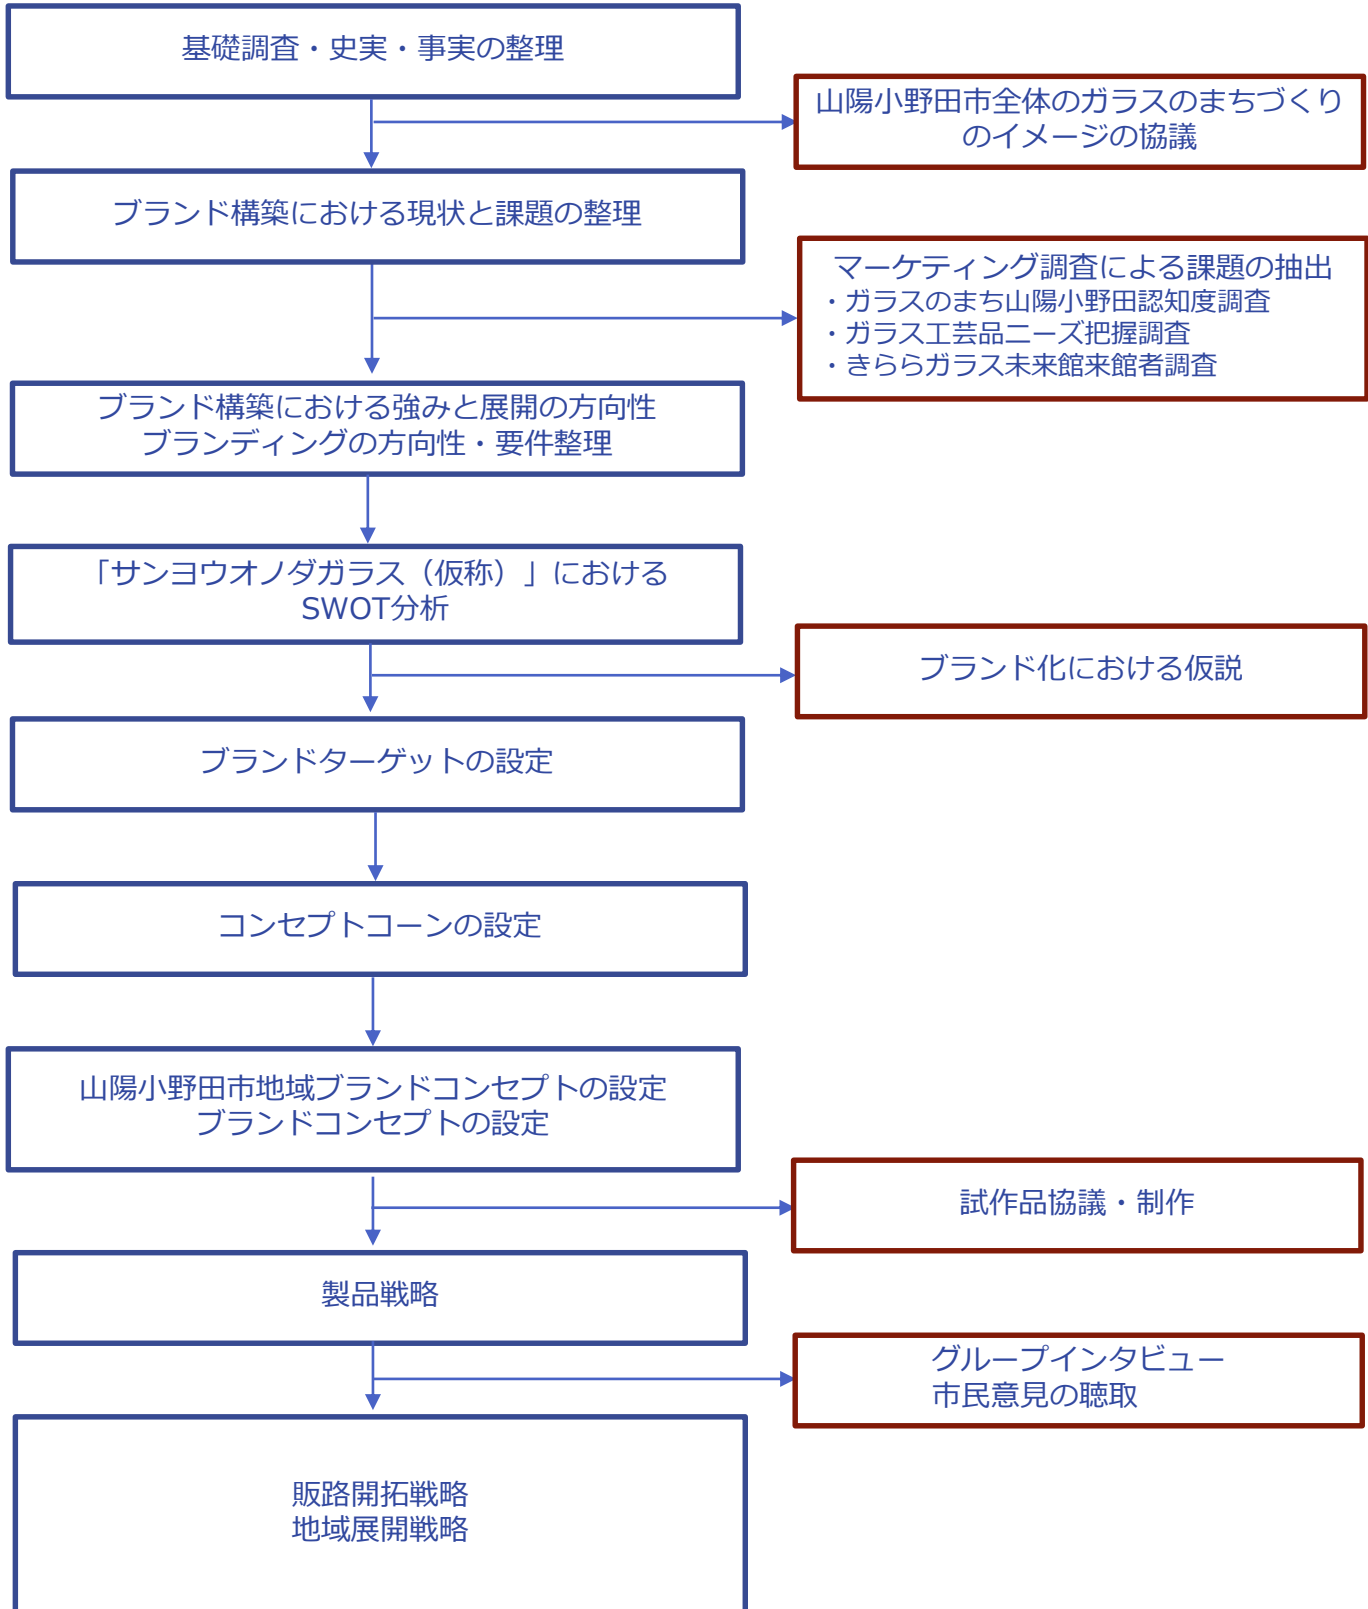 基礎調査・史実・事実の整理
山陽小野田市全体のガラスのまちづくり
のイメージの協議
ブランド構築における現状と課題の整理
マーケティング調査による課題の抽出
・ガラスのまち山陽小野田認知度調査
・ガラス工芸品ニーズ把握調査
・きららガラス未来館来館者調査
ブランド構築における強みと展開の方向性
ブランディングの方向性・要件整理
「サンヨウオノダガラス（仮称）」における
SWOT分析
ブランド化における仮説
ブランドターゲットの設定
コンセプトコーンの設定
山陽小野田市地域ブランドコンセプトの設定
ブランドコンセプトの設定
試作品協議・制作
製品戦略
グループインタビュー
市民意見の聴取
販路開拓戦略
地域展開戦略